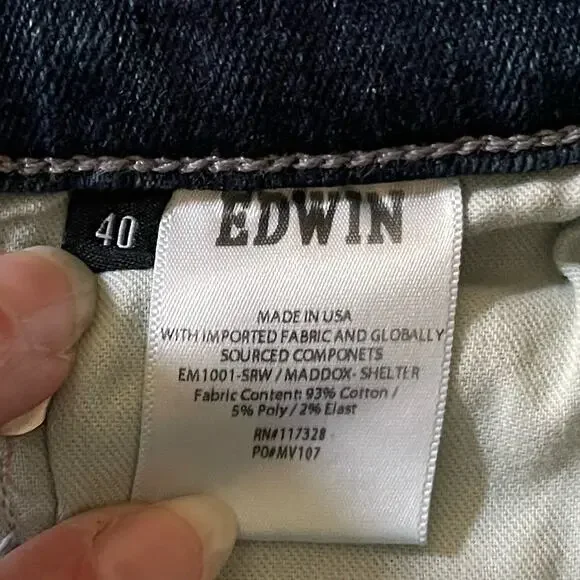 40
EDWIN
MADE IN USA
WITH IMPORTED FABRIC AND GLOBALLY
SOURCED COMPONETS
EM1001-SRW / MADDOX- SHELTER
Fabric Content: 93% Cotton /
5% Poly / 2% Elast
RN#117328
PO#MV107